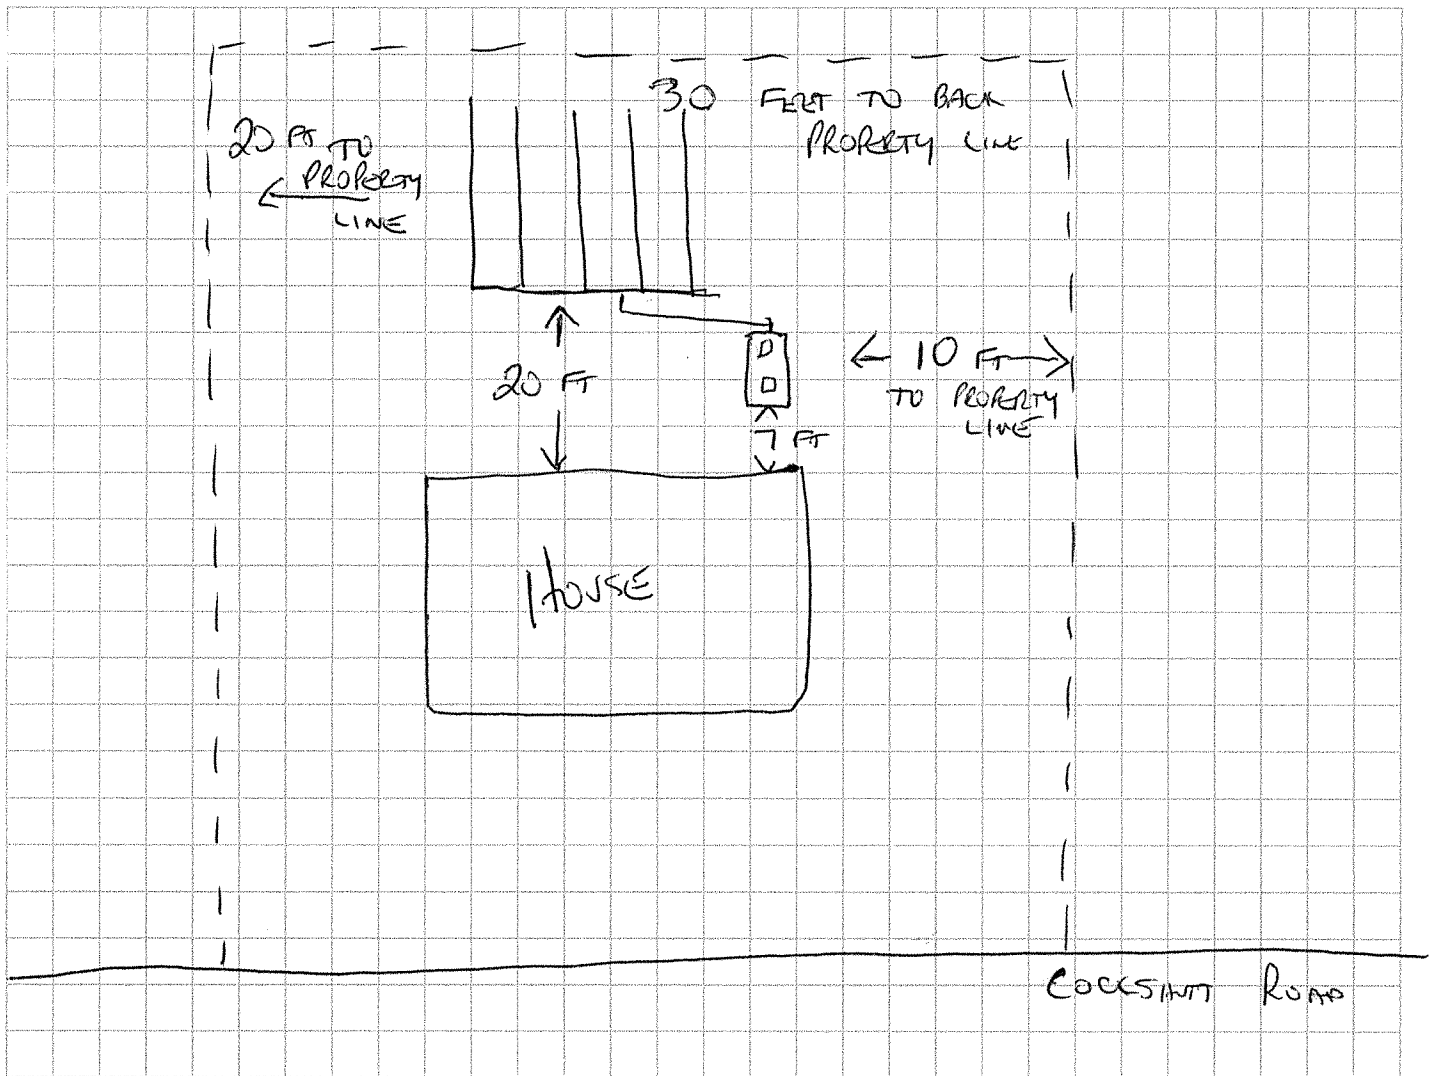 30 FEET TO BACK
PROPERTY LINE
20 FT TO
PROPERTY
LINE
20 FT
10 FT
TO PROPERTY
LINE
7 FT
HOUSE
ROAD